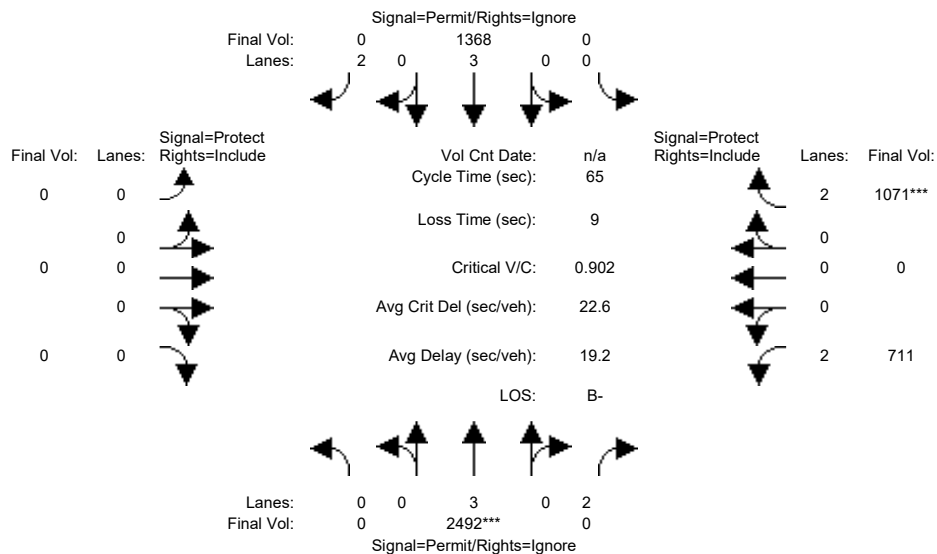 Signal=Permit/Rights=Ignore
Final Vol: 0 1368 0
Lanes: 2 0 3 0 0
Signal=Protect
Final Vol: Lanes: Rights=Include
Vol Cnt Date: n/a
Signal=Protect
Rights=Include Lanes: Final Vol:
Cycle Time (sec): 65
0 0
2 1071***
Loss Time (sec): 9
0
0
0 0
Critical V/C: 0.902
0 0
0
Avg Crit Del (sec/veh): 22.6
0
0 0
Avg Delay (sec/veh): 19.2
2 711
LOS: B-
Lanes: 0 0 3 0 2
Final Vol: 0 2492*** 0
Signal=Permit/Rights=Ignore